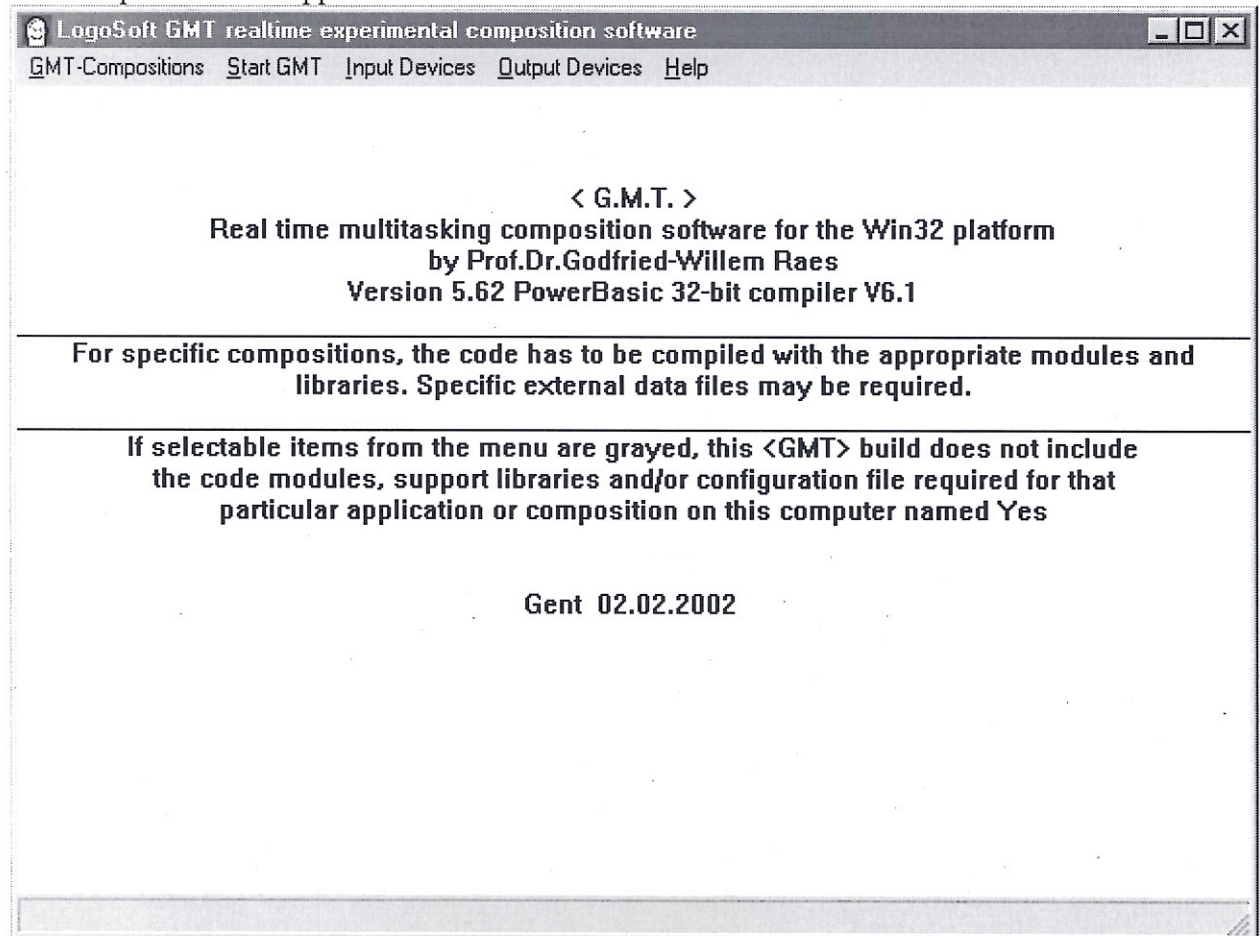 LogoSoft GMT realtime experimental composition software
GMT-Compositions Start GMT Input Devices Output Devices Help
< G.M.T. >
Real time multitasking composition software for the Win32 platform
by Prof.Dr.Godfried-Willem Raes
Version 5.62 PowerBasic 32-bit compiler V6.1
For specific compositions, the code has to be compiled with the appropriate modules and
libraries. Specific external data files may be required.
If selectable items from the menu are grayed, this <GMT> build does not include
the code modules, support libraries and/or configuration file required for that
particular application or composition on this computer named Yes
Gent 02.02.2002